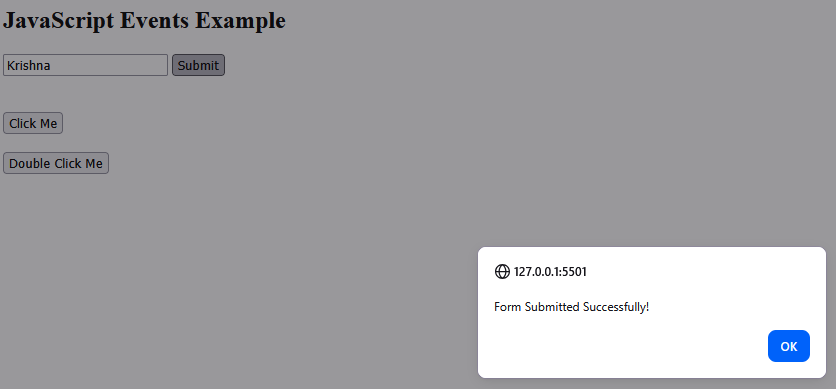 JavaScript Events Example
Krishna Submit
Click Me
Double Click Me
127.0.0.1:5501
Form Submitted Successfully!
OK